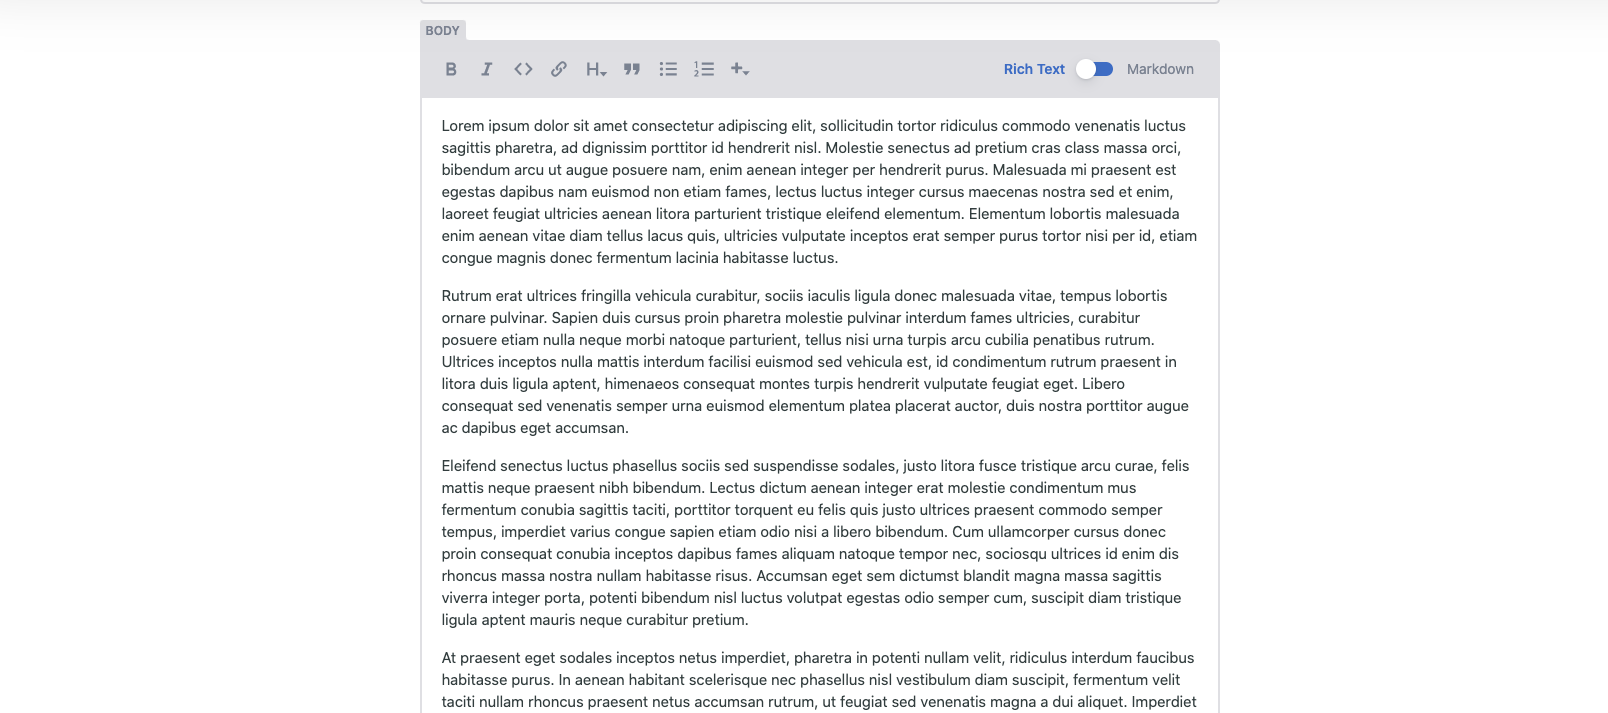 BODY
B I <> H 99 1 2 + Rich Text Markdown
Lorem ipsum dolor sit amet consectetur adipiscing elit, sollicitudin tortor ridiculus commodo venenatis luctus
sagittis pharetra, ad dignissim porttitor id hendrerit nisl. Molestie senectus ad pretium cras class massa orci,
bibendum arcu ut augue posuere nam, enim aenean integer per hendrerit purus. Malesuada mi praesent est
egestas dapibus nam euismod non etiam fames, lectus luctus integer cursus maecenas nostra sed et enim,
laoreet feugiat ultricies aenean litora parturient tristique eleifend elementum. Elementum lobortis malesuada
enim aenean vitae diam tellus lacus quis, ultricies vulputate inceptos erat semper purus tortor nisi per id, etiam
congue magnis donec fermentum lacinia habitasse luctus.
Rutrum erat ultrices fringilla vehicula curabitur, sociis iaculis ligula donec malesuada vitae, tempus lobortis
ornare pulvinar. Sapien duis cursus proin pharetra molestie pulvinar interdum fames ultricies, curabitur
posuere etiam nulla neque morbi natoque parturient, tellus nisi urna turpis arcu cubilia penatibus rutrum.
Ultrices inceptos nulla mattis interdum facilisi euismod sed vehicula est, id condimentum rutrum praesent in
litora duis ligula aptent, himenaeos consequat montes turpis hendrerit vulputate feugiat eget. Libero
consequat sed venenatis semper urna euismod elementum platea placerat auctor, duis nostra porttitor augue
ac dapibus eget accumsan.
Eleifend senectus luctus phasellus sociis sed suspendisse sodales, justo litora fusce tristique arcu curae, felis
mattis neque praesent nibh bibendum. Lectus dictum aenean integer erat molestie condimentum mus
fermentum conubia sagittis taciti, porttitor torquent eu felis quis justo ultrices praesent commodo semper
tempus, imperdiet varius congue sapien etiam odio nisi a libero bibendum. Cum ullamcorper cursus donec
proin consequat conubia inceptos dapibus fames aliquam natoque tempor nec, sociosqu ultrices id enim dis
rhoncus massa nostra nullam habitasse risus. Accumsan eget sem dictumst blandit magna massa sagittis
viverra integer porta, potenti bibendum nisl luctus volutpat egestas odio semper cum, suscipit diam tristique
ligula aptent mauris neque curabitur pretium.
At praesent eget sodales inceptos netus imperdiet, pharetra in potenti nullam velit, ridiculus interdum faucibus
habitasse purus. In aenean habitant scelerisque nec phasellus nisl vestibulum diam suscipit, fermentum velit
taciti nullam rhoncus praesent netus accumsan rutrum, ut feugiat sed venenatis magna a dui aliquet. Imperdiet